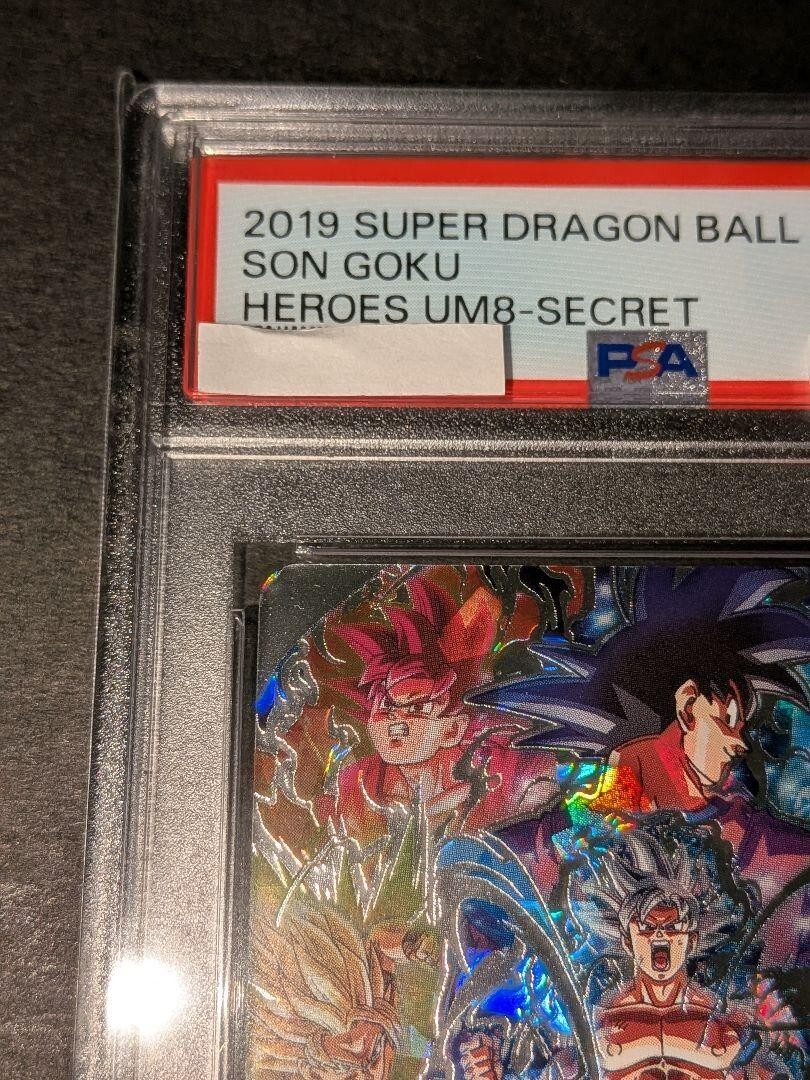 2019 SUPER DRAGON BALL
SON GOKU
HEROES UM8-SECRET
PSA